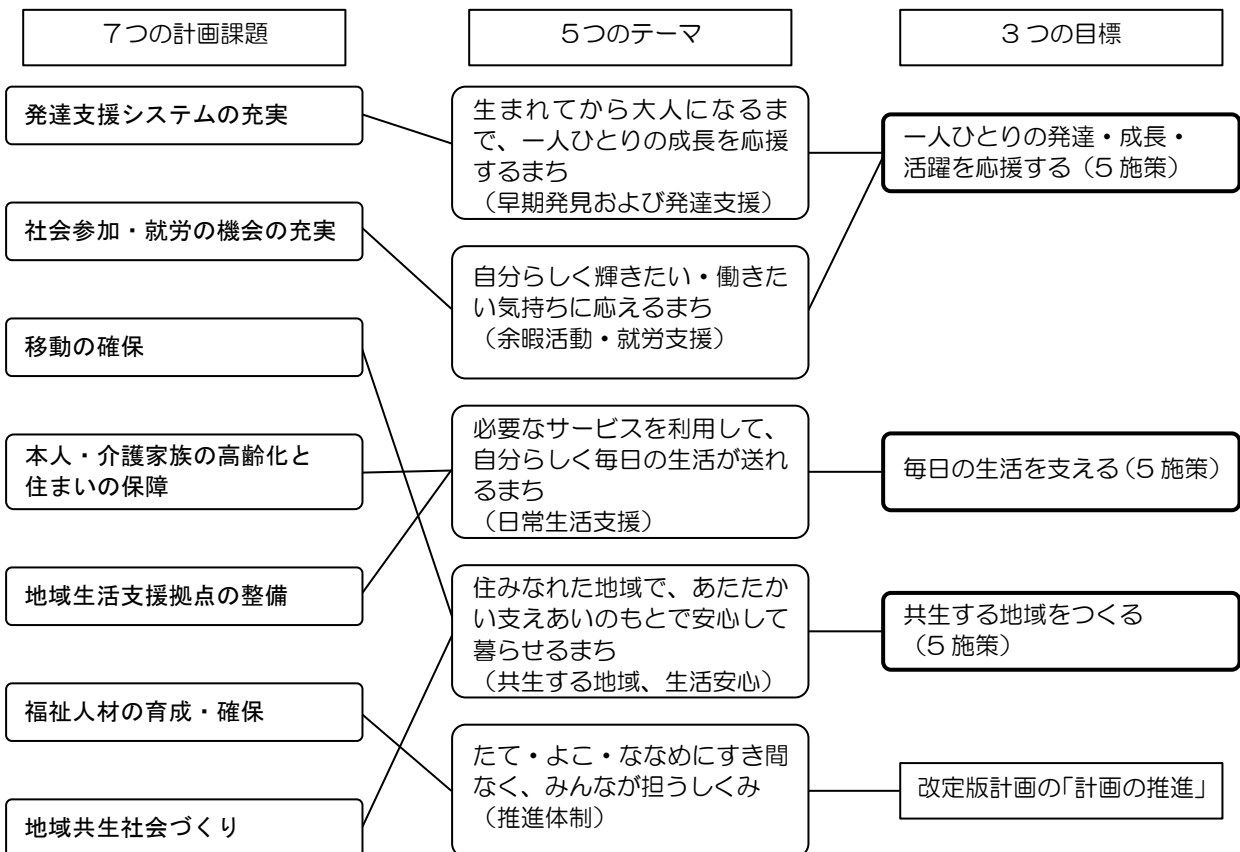 7つの計画課題
5つのテーマ
3つの目標
発達支援システムの充実
社会参加・就労の機会の充実
移動の確保
本人・介護家族の高齢化と
住まいの保障
地域生活支援拠点の整備
福祉人材の育成・確保
地域共生社会づくり
生まれてから大人になるま
で、一人ひとりの成長を応援
するまち
（早期発見および発達支援）
自分らしく輝きたい・働きた
い気持ちに応えるまち
（余暇活動・就労支援）
必要なサービスを利用して、
自分らしく毎日の生活が送れ
るまち
（日常生活支援）
住みなれた地域で、あたたか
い支えあいのもとで安心して
暮らせるまち
（共生する地域、生活安心）
たて・よこ・ななめにすき間
なく、みんなが担うしくみ
（推進体制）
一人ひとりの発達・成長・
活躍を応援する（5 施策）
毎日の生活を支える（5 施策）
共生する地域をつくる
（5 施策）
改定版計画の「計画の推進」